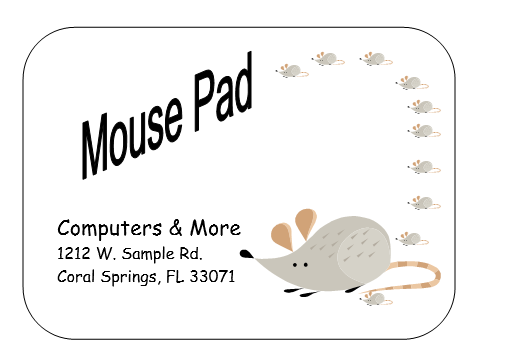 Mouse Pad
Computers & More
1212 W. Sample Rd.
Coral Springs, FL 33071